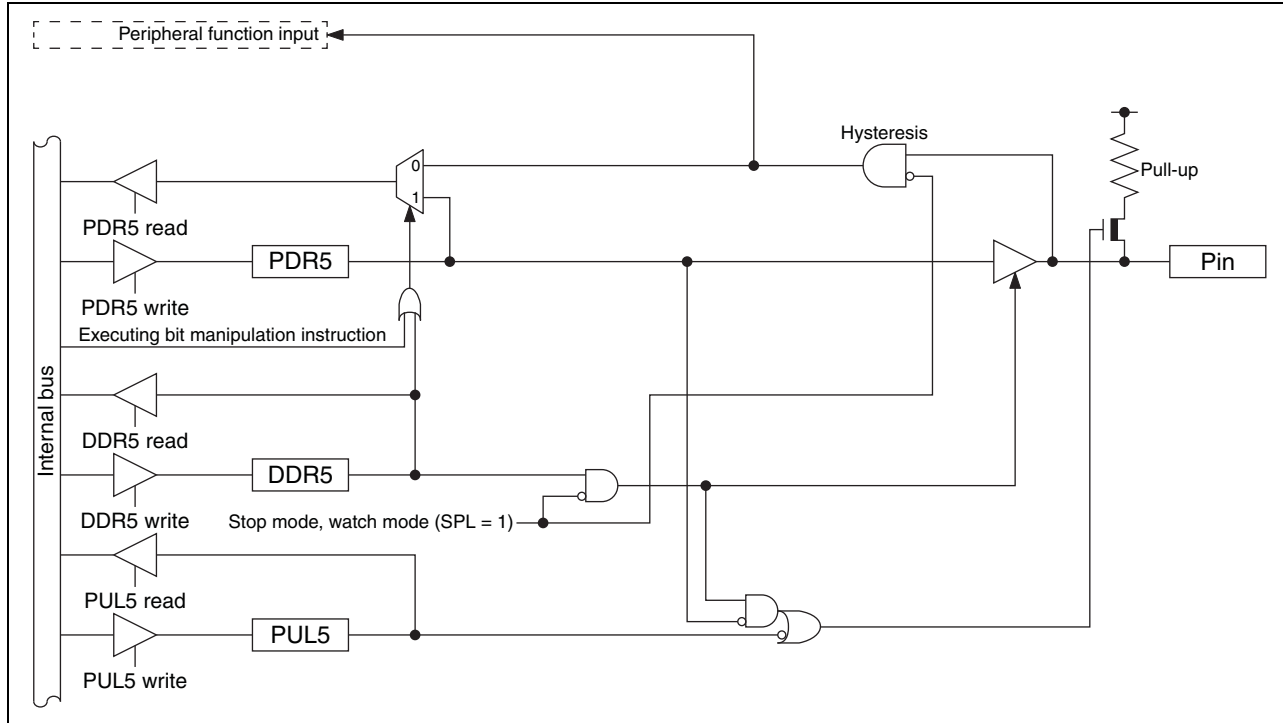 Peripheral function input
Hysteresis
0
Pull-up
1
PDR5 read
PDR5
Pin
PDR5 write
Executing bit manipulation instruction
Internal bus
DDR5 read
DDR5
DDR5 write
Stop mode, watch mode (SPL = 1)
PUL5 read
PUL5
PUL5 write